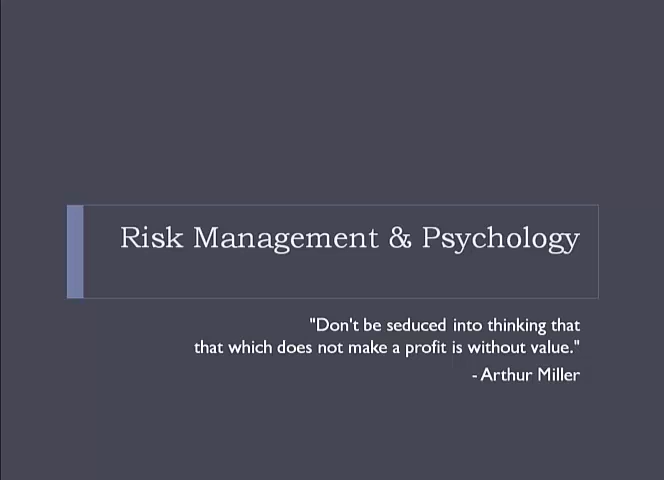 Risk Management & Psychology
"Don't be seduced into thinking that
that which does not make a profit is without value."
- Arthur Miller